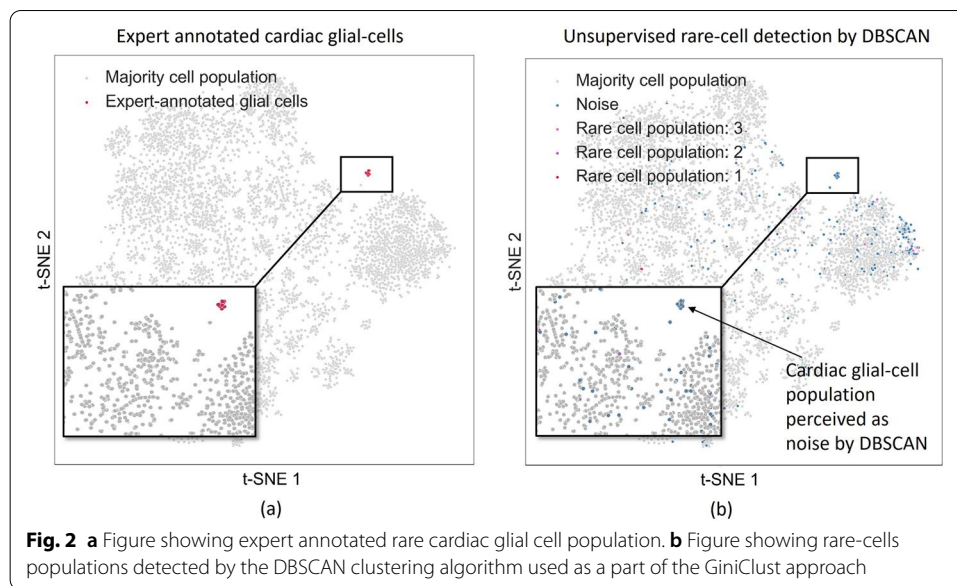 Expert annotated cardiac glial-cells
Majority cell population
Expert-annotated glial cells
t-SNE 2
t-SNE 1
(a)
Unsupervised rare-cell detection by DBSCAN
Majority cell population
Noise
Rare cell population: 3
Rare cell population: 2
Rare cell population: 1
t-SNE 2
Cardiac glial-cell
population
perceived as
noise by DBSCAN
t-SNE 1
(b)
Fig. 2 a Figure showing expert annotated rare cardiac glial cell population. b Figure showing rare-cells
populations detected by the DBSCAN clustering algorithm used as a part of the GiniClust approach